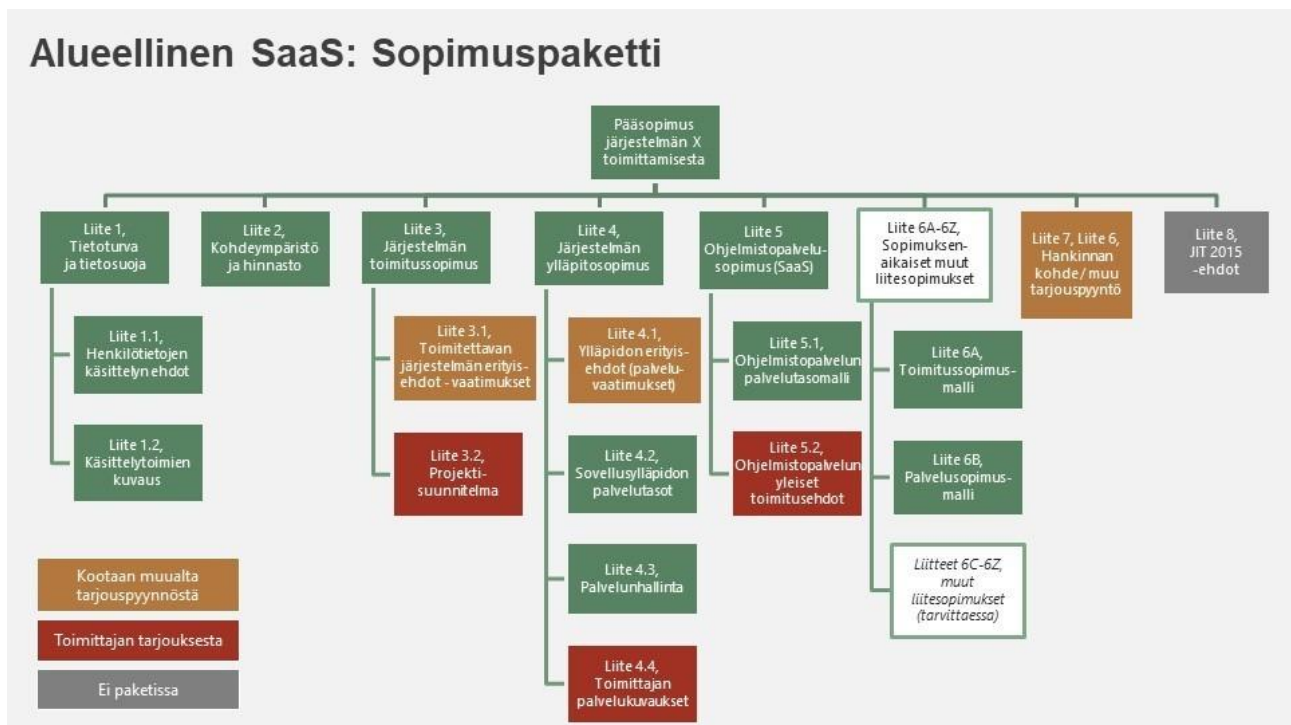 Alueellinen SaaS: Sopimuspaketti
Pääsopimus
järjestelmän X
toimittamisesta
Liite 1,
Tietoturva
ja tietosuoja
Liite 2,
Kohdeympäristö
ja hinnasto
Liite 3,
Järjestelmän
toimitussopimus
Liite 4,
Järjestelmän
ylläpitosopimus
Liite 5
Ohjelmistopalvelu-
sopimus (SaaS)
Liite 6A-6Z,
Sopimuksen-
aikaiset muut
liitesopimukset
Liite 7, Liite 6,
Hankinnan
kohde/ muu
tarjouspyyntö
Liite 8,
JIT 2015
-ehdot
Liite 1.1,
Henkilötietojen
käsittelyn ehdot
Liite 1.2,
Käsittelytoimien
kuvaus
Liite 3.1,
Toimitettavan
järjestelmän erityis-
ehdot - vaatimukset
Liite 3.2,
Projekti-
suunnitelma
Liite 4.1,
Ylläpidon erityis-
ehdot (palvelu-
vaatimukset)
Liite 4.2,
Sovellusylläpidon
palvelutasot
Liite 4.3,
Palvelunhallinta
Liite 4.4,
Toimittajan
palvelukuvaukset
Liite 5.1,
Ohjelmistopalvelun
palvelutasomalli
Liite 5.2,
Ohjelmistopalvelun
yleiset
toimitusehdot
Liite 6A,
Toimitussopimus-
malli
Liite 6B,
Palvelusopimus-
malli
Liitteet 6C-6Z,
muut
liitesopimukset
(tarvittaessa)
Kootaan muualta
tarjouspyynnöstä
Toimittajan tarjouksesta
Ei paketissa